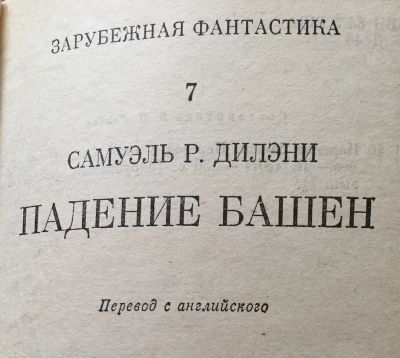 ЗАРУБЕЖНАЯ ФАНТАСТИКА
7
САМУЭЛЬ Р. ДИЛЭНИ
ПАДЕНИЕ БАШЕН
Перевод с английского